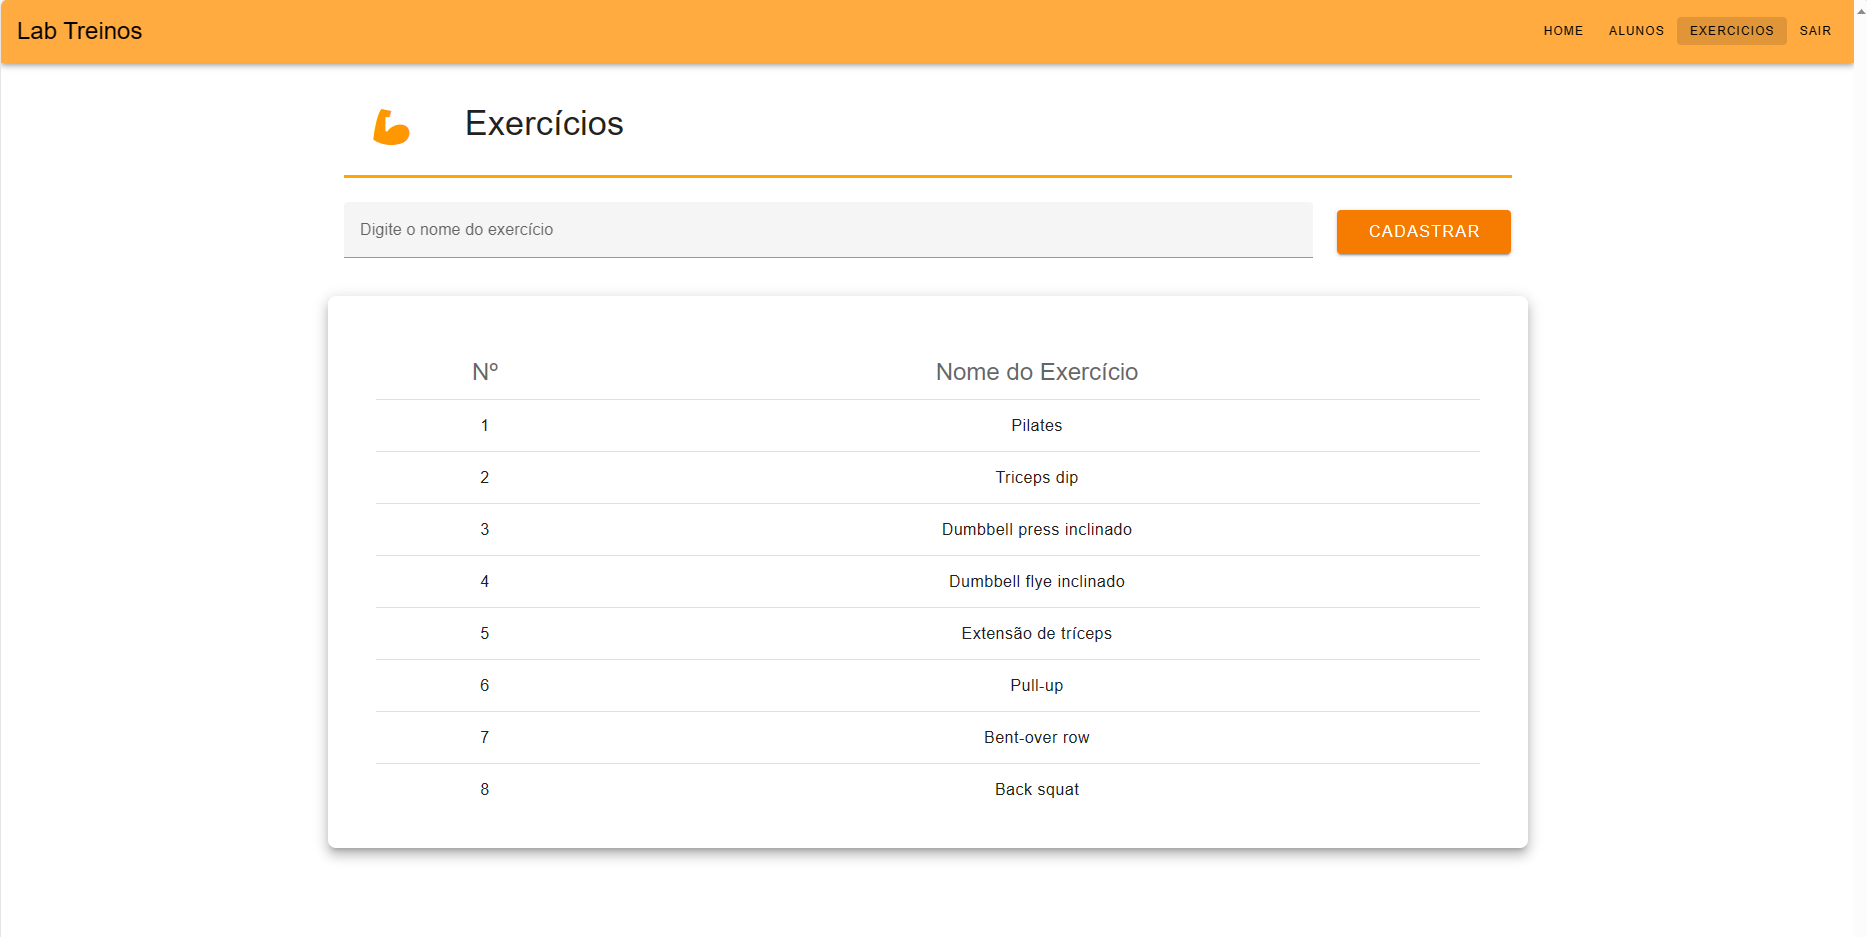 Lab Treinos HOME ALUNOS EXERCICIOS SAIR
Exercícios
Digite o nome do exercício CADASTRAR
Nº Nome do Exercício
1 Pilates
2 Triceps dip
3 Dumbbell press inclinado
4 Dumbbell flye inclinado
5 Extensão de tríceps
6 Pull-up
7 Bent-over row
8 Back squat